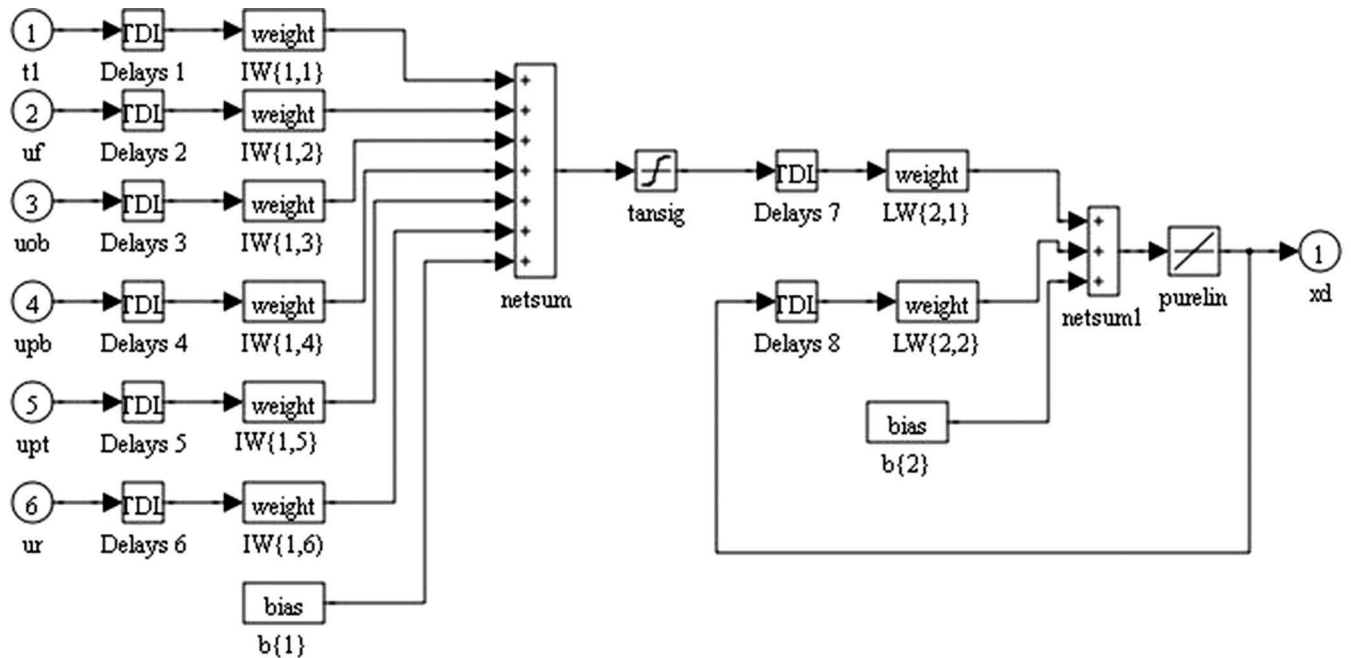 1 TDL weight
t1 Delays 1 IW{1,1}
2 TDL weight
uf Delays 2 IW{1,2}
3 TDL weight
uob Delays 3 IW{1,3}
4 TDL weight
upb Delays 4 IW{1,4}
5 TDL weight
upt Delays 5 IW{1,5}
6 TDL weight
ur Delays 6 IW{1,6)
bias
b{1}
+
+
+
+
+
+
+
netsum
tansig
TDL weight
Delays 7 LW{2,1}
TDL weight
Delays 8 LW{2,2}
bias
b{2}
+
+
+
netsum1
purelin
1
xd